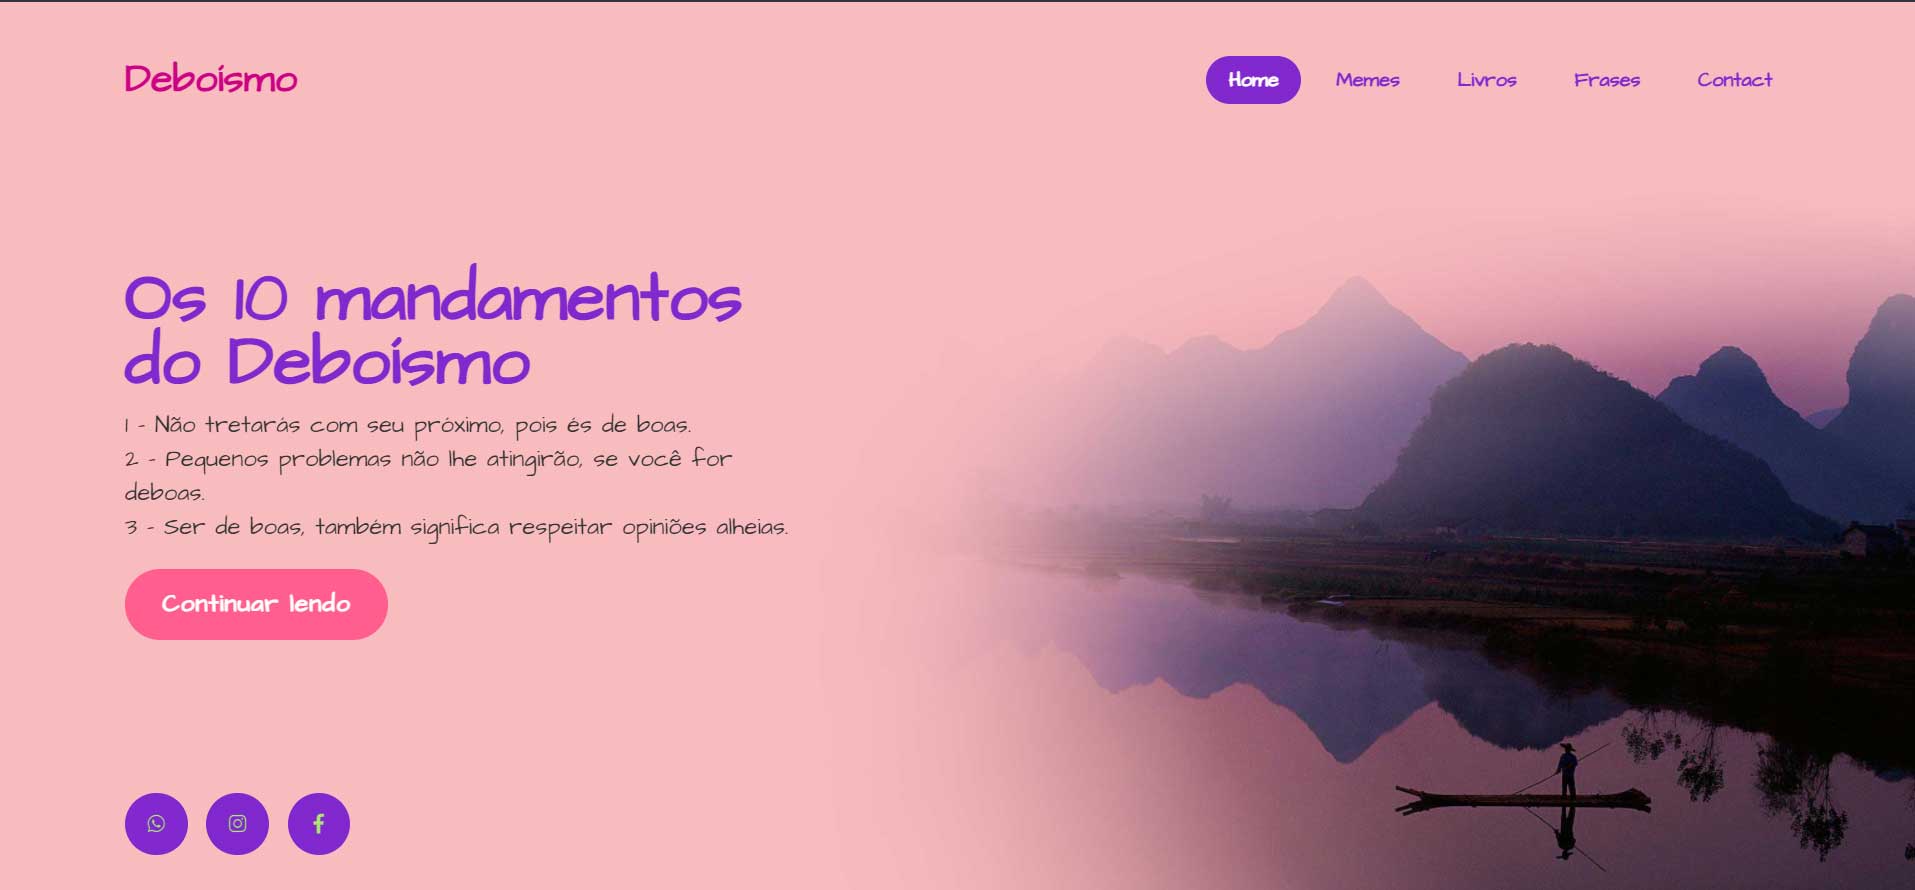 Deboísmo
Home Memes Livros Frases Contact
Os 10 mandamentos
do Deboísmo
1 - Não tretarás com seu próximo, pois és de boas.
2 - Pequenos problemas não lhe atingirão, se você for
deboas.
3 - Ser de boas, também significa respeitar opiniões alheias.
Continuar lendo